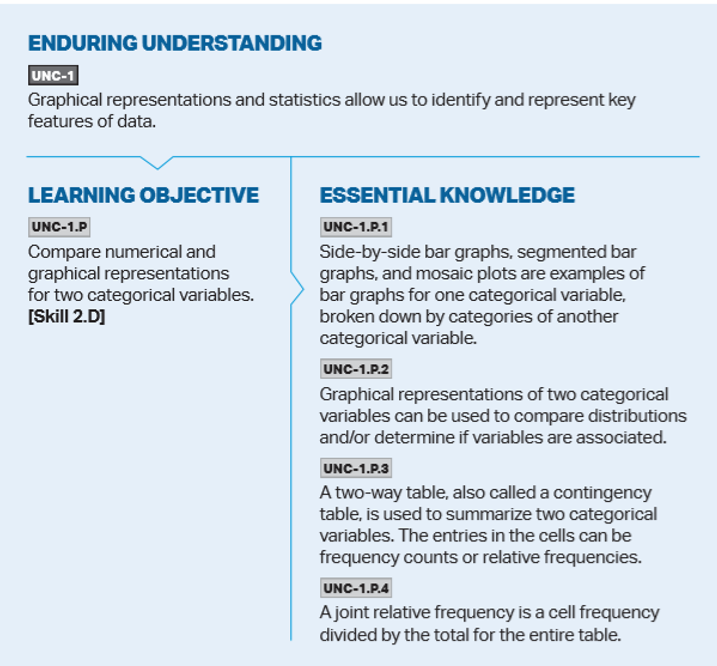 ENDURING UNDERSTANDING
UNC-1
Graphical representations and statistics allow us to identify and represent key
features of data.
LEARNING OBJECTIVE
UNC-1.P
Compare numerical and
graphical representations
for two categorical variables.
[Skill 2.D]
ESSENTIAL KNOWLEDGE
UNC-1.P.1
Side-by-side bar graphs, segmented bar
graphs, and mosaic plots are examples of
bar graphs for one categorical variable,
broken down by categories of another
categorical variable.
UNC-1.P.2
Graphical representations of two categorical
variables can be used to compare distributions
and/or determine if variables are associated.
UNC-1.P.3
A two-way table, also called a contingency
table, is used to summarize two categorical
variables. The entries in the cells can be
frequency counts or relative frequencies.
UNC-1.P.4
A joint relative frequency is a cell frequency
divided by the total for the entire table.